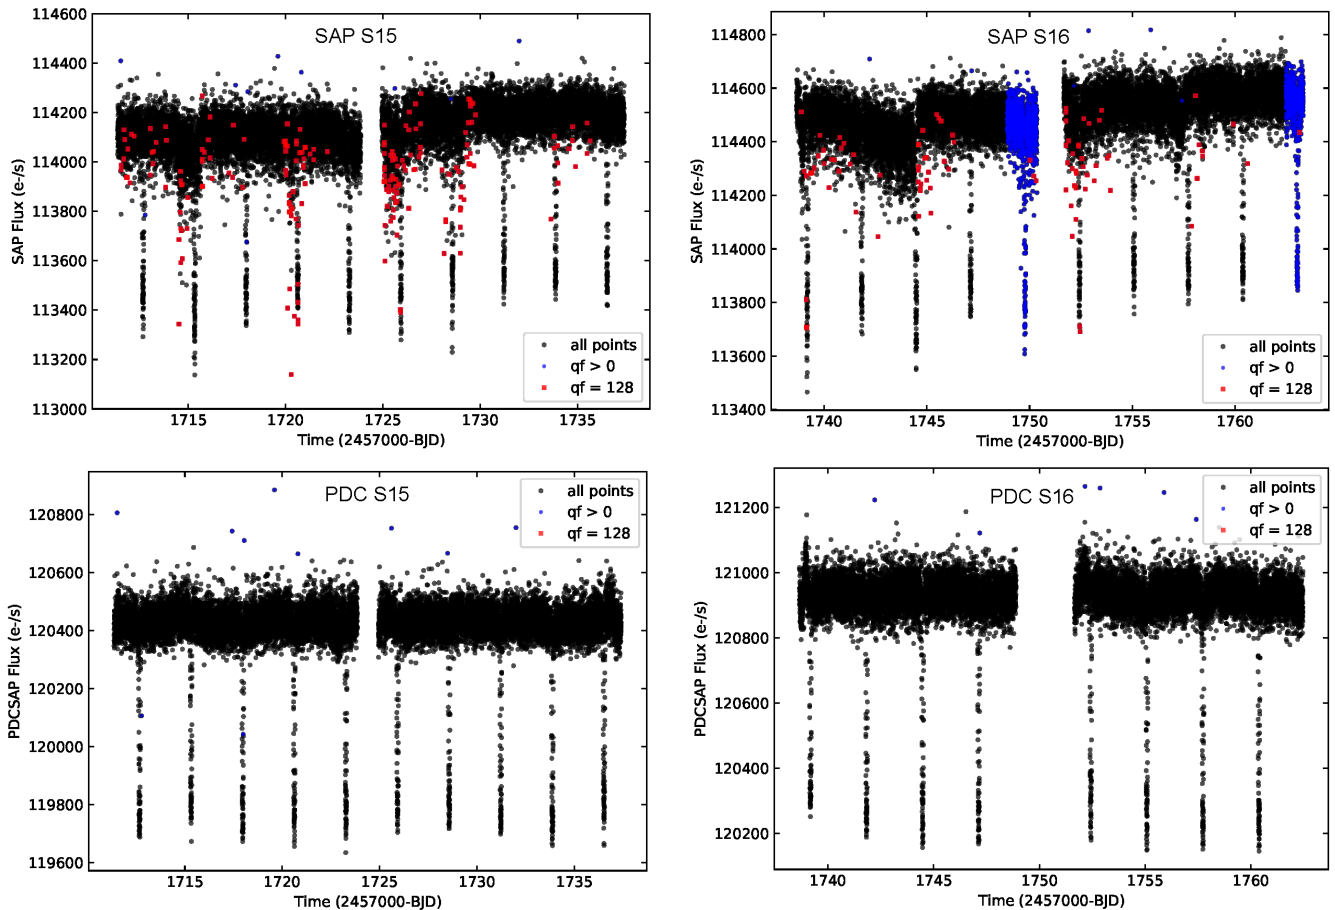 SAP S15
114600
114400
114200
114000
113800
113600
113400
113200
113000
SAP Flux (e-/s)
all points
qf > 0
qf = 128
1715
1720
1725
1730
1735
Time (2457000-BJD)
SAP S16
114800
114600
114400
114200
114000
113800
113600
113400
SAP Flux (e-/s)
all points
qf > 0
qf = 128
1740
1745
1750
1755
1760
Time (2457000-BJD)
PDC S15
all points
qf > 0
qf = 128
120800
120600
120400
120200
120000
119800
119600
PDCSAP Flux (e-/s)
1715
1720
1725
1730
1735
Time (2457000-BJD)
PDC S16
all points
qf > 0
qf = 128
121200
121000
120800
120600
120400
120200
PDCSAP Flux (e-/s)
1740
1745
1750
1755
1760
Time (2457000-BJD)